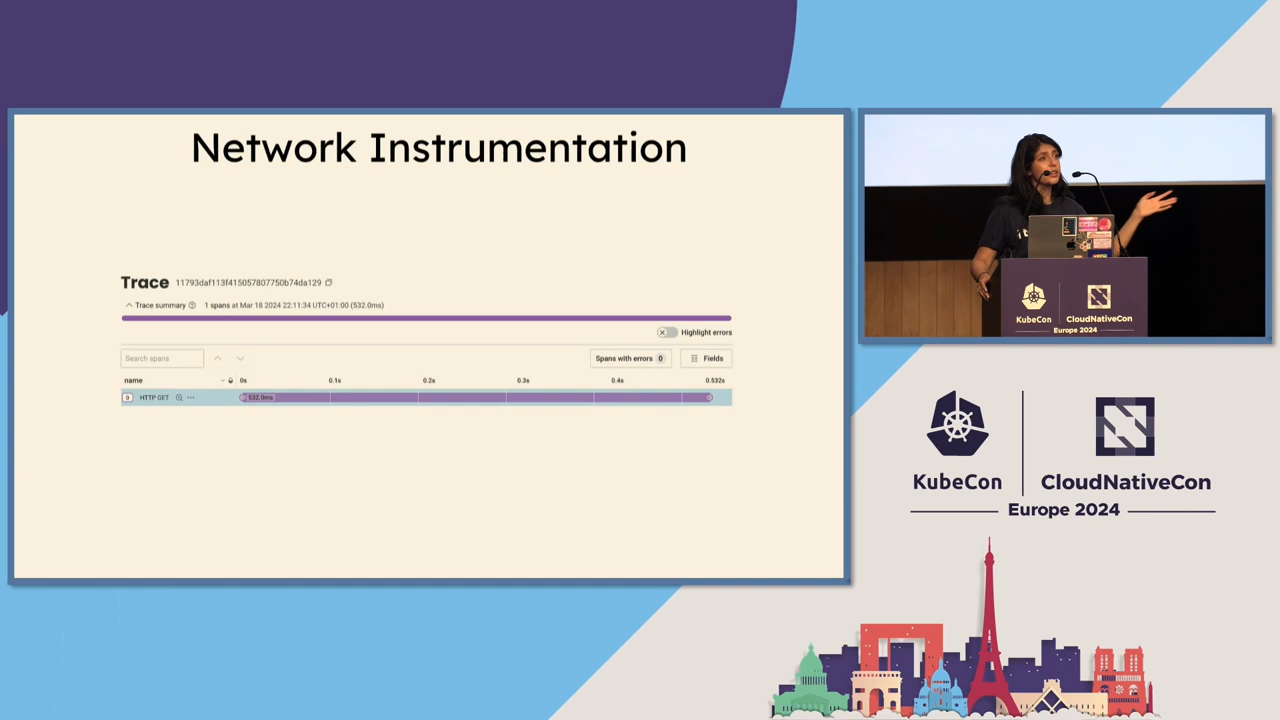 Network Instrumentation
Trace 11793daf113f415057807750b74da129
Trace summary 1 spans at Mar 18 2024 22:11:34 UTC+01:00 (532.0ms)
Highlight errors
Search spans
Spans with errors 0
Fields
name 0s 0.1s 0.2s 0.3s 0.4s 0.532s
0 HTTP GET 532.0ms
KubeCon CloudNativeCon
Europe 2024
KubeCon CloudNativeCon
Europe 2024